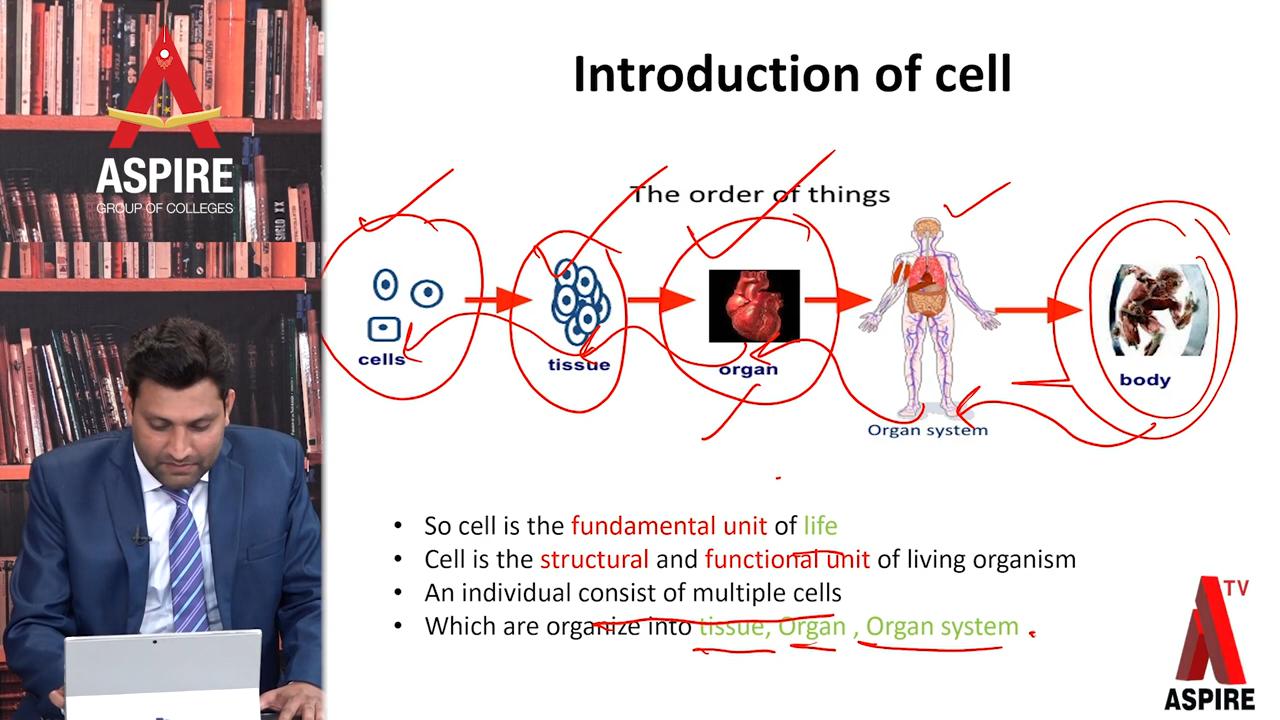 ASPIRE
GROUP OF COLLEGES
Introduction of cell
The order of things
cells
tissue
organ
Organ system
body
• So cell is the fundamental unit of life
• Cell is the structural and functional unit of living organism
• An individual consist of multiple cells
• Which are organize into tissue, Organ , Organ system
TV
ASPIRE